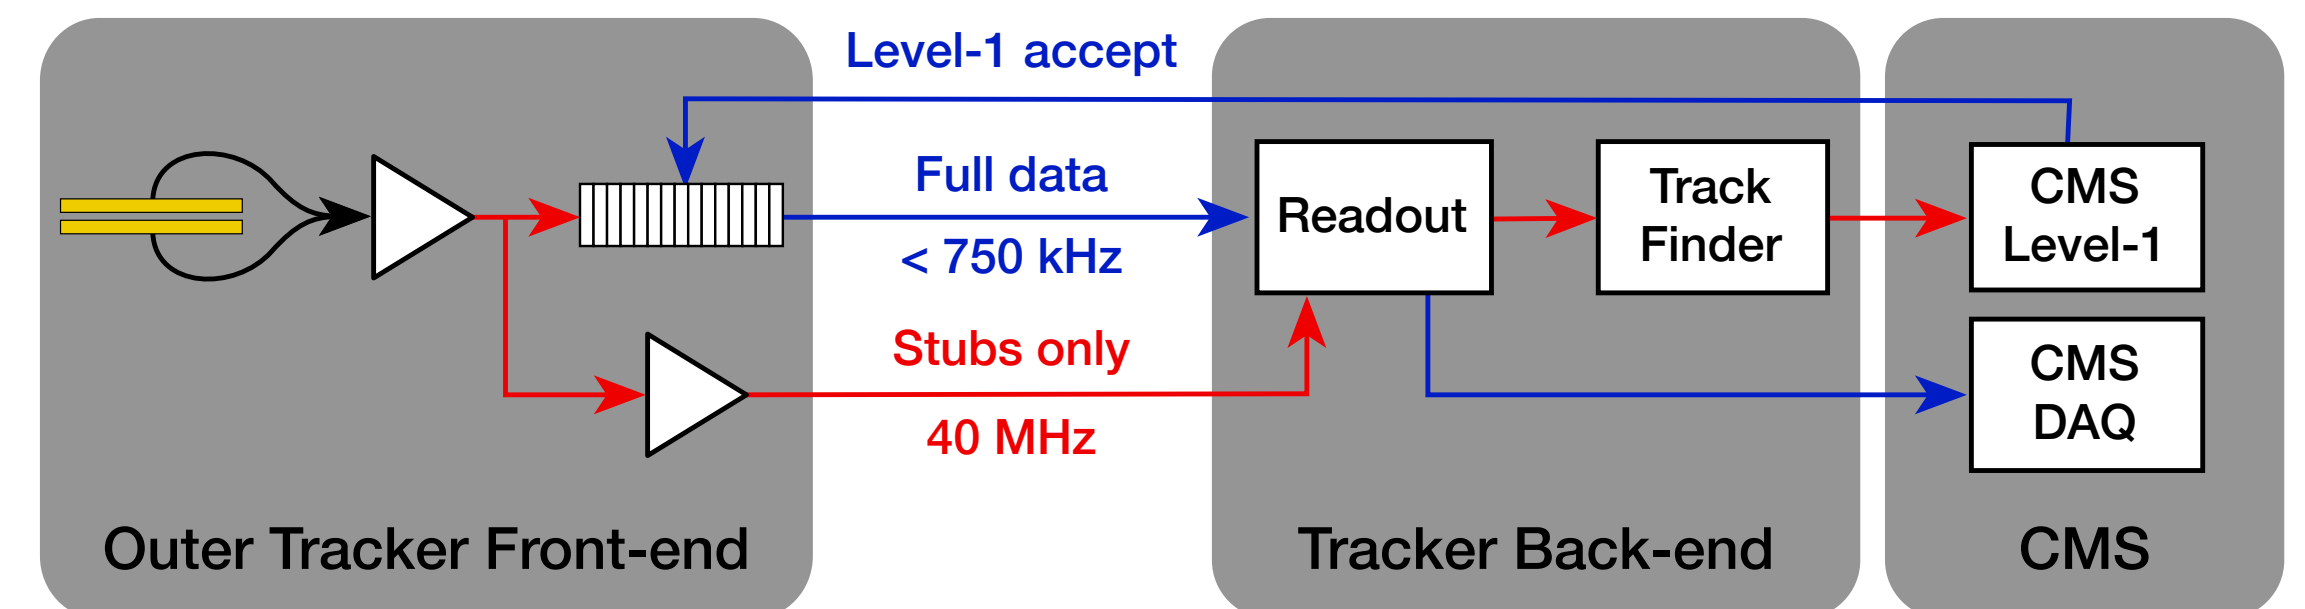 Level-1 accept
Full data
< 750 kHz
Stubs only
40 MHz
Readout
Track
Finder
CMS
Level-1
CMS
DAQ
Outer Tracker Front-end
Tracker Back-end
CMS